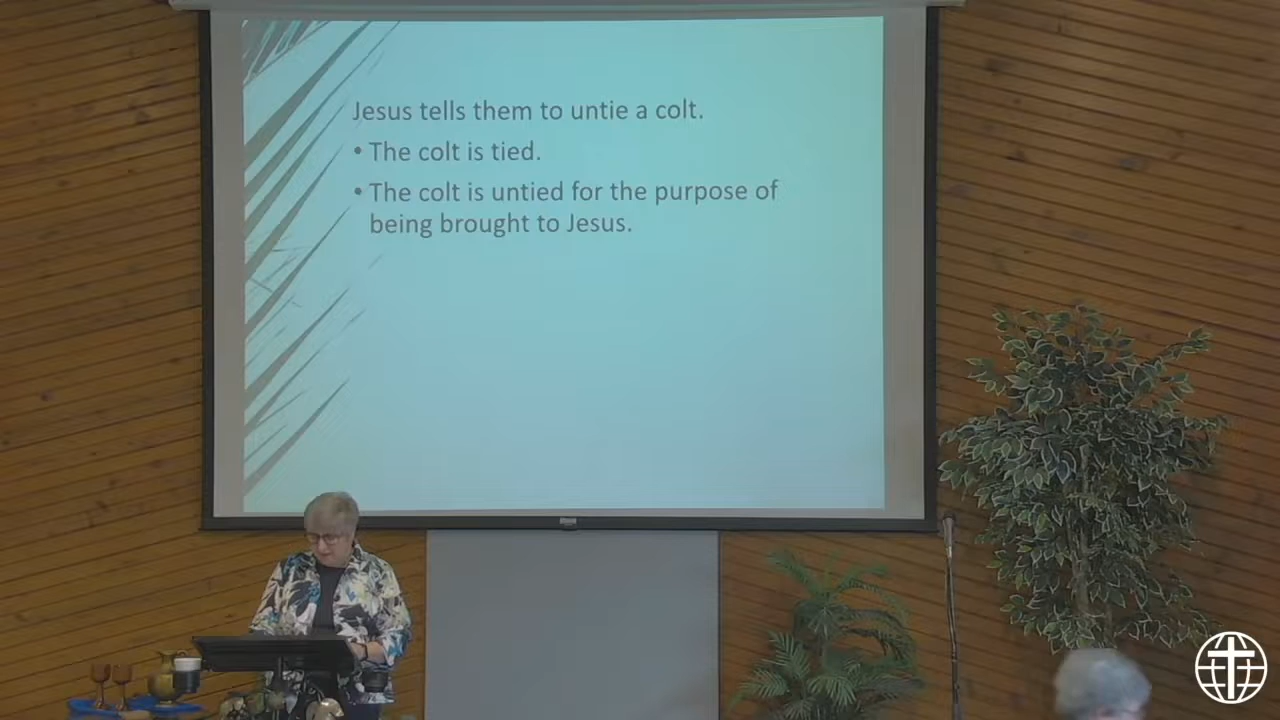 Jesus tells them to untie a colt.
• The colt is tied.
• The colt is untied for the purpose of
being brought to Jesus.